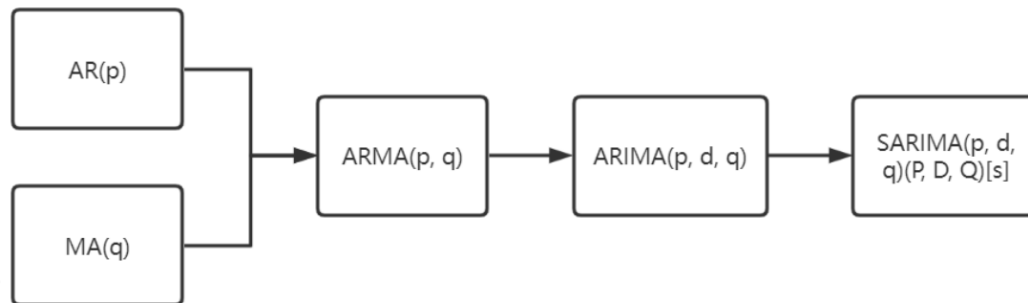 AR(p)
MA(q)
ARMA(p, q)
ARIMA(p, d, q)
SARIMA(p, d,
q)(P, D, Q)[s]